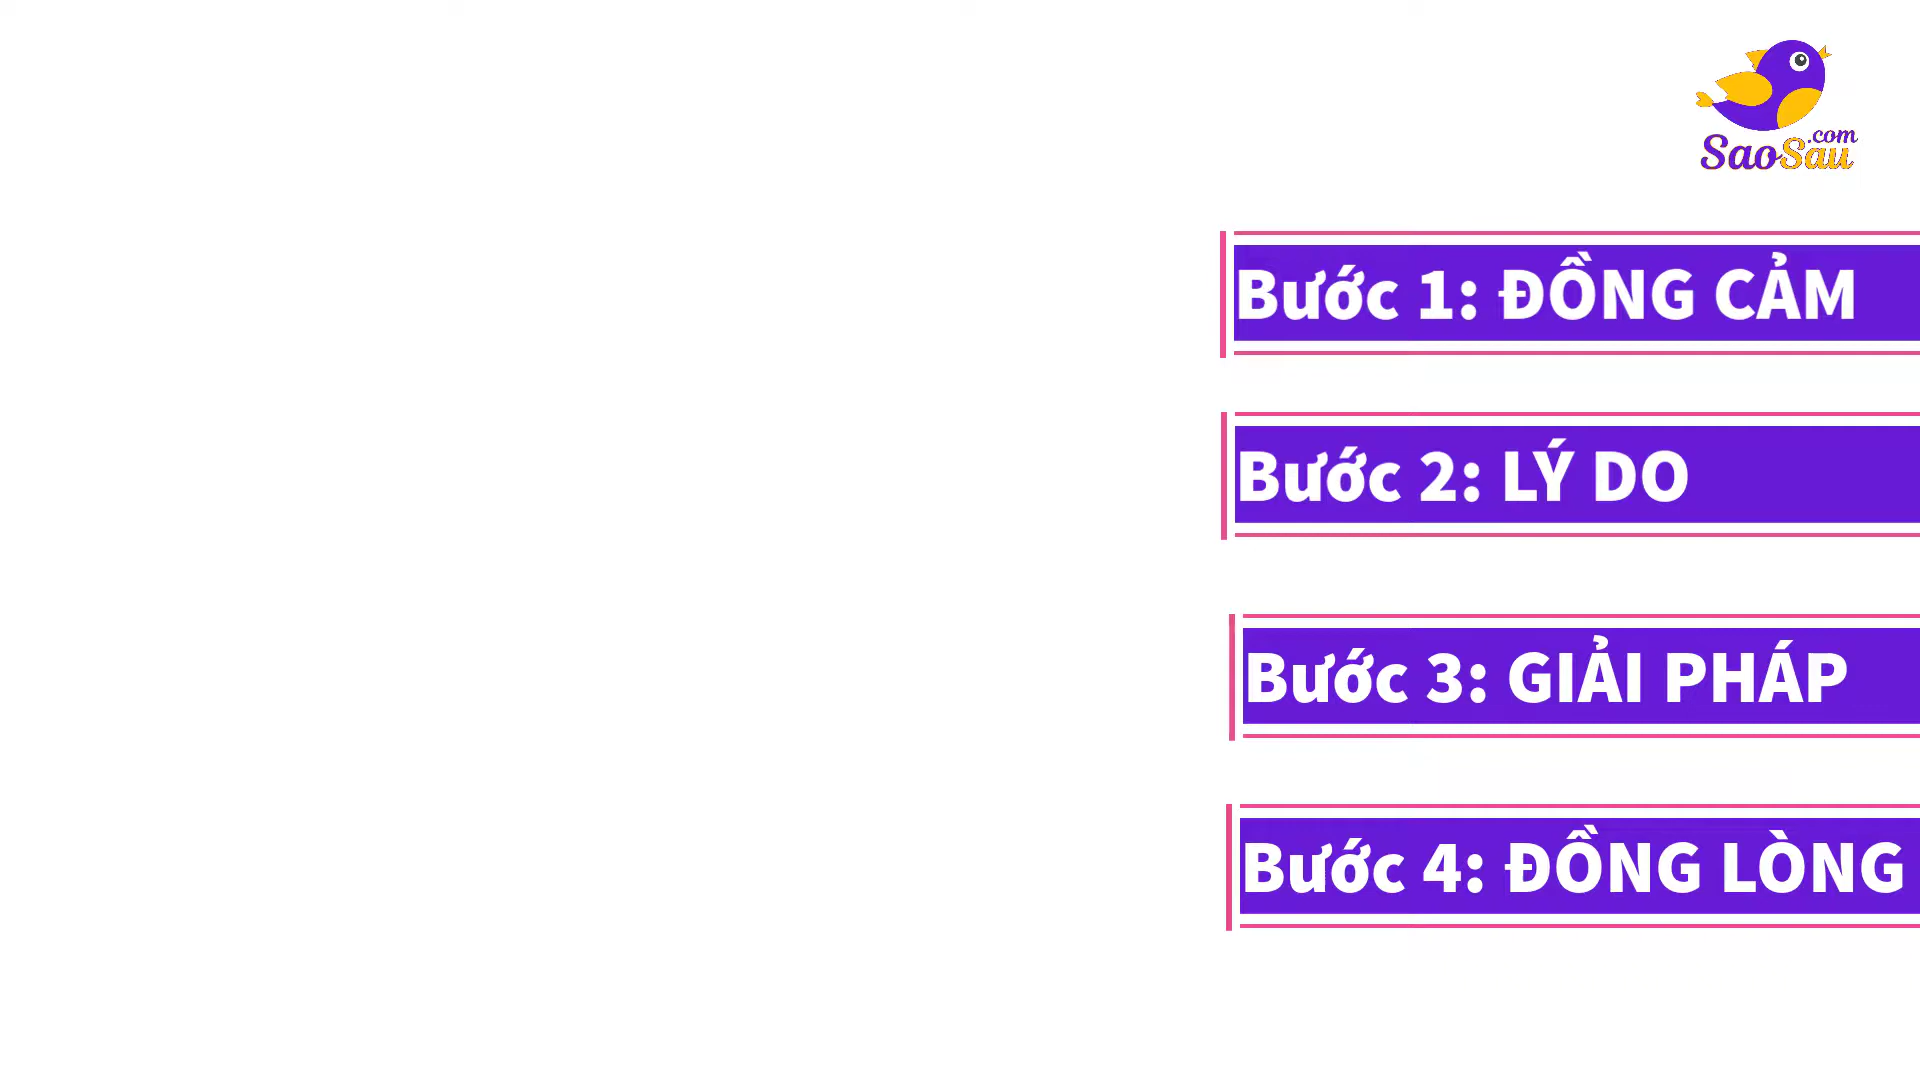 .com
SaoSau
Bước 1: ĐỒNG CẢM
Bước 2: LÝ DO
Bước 3: GIẢI PHÁP
Bước 4: ĐỒNG LÒNG